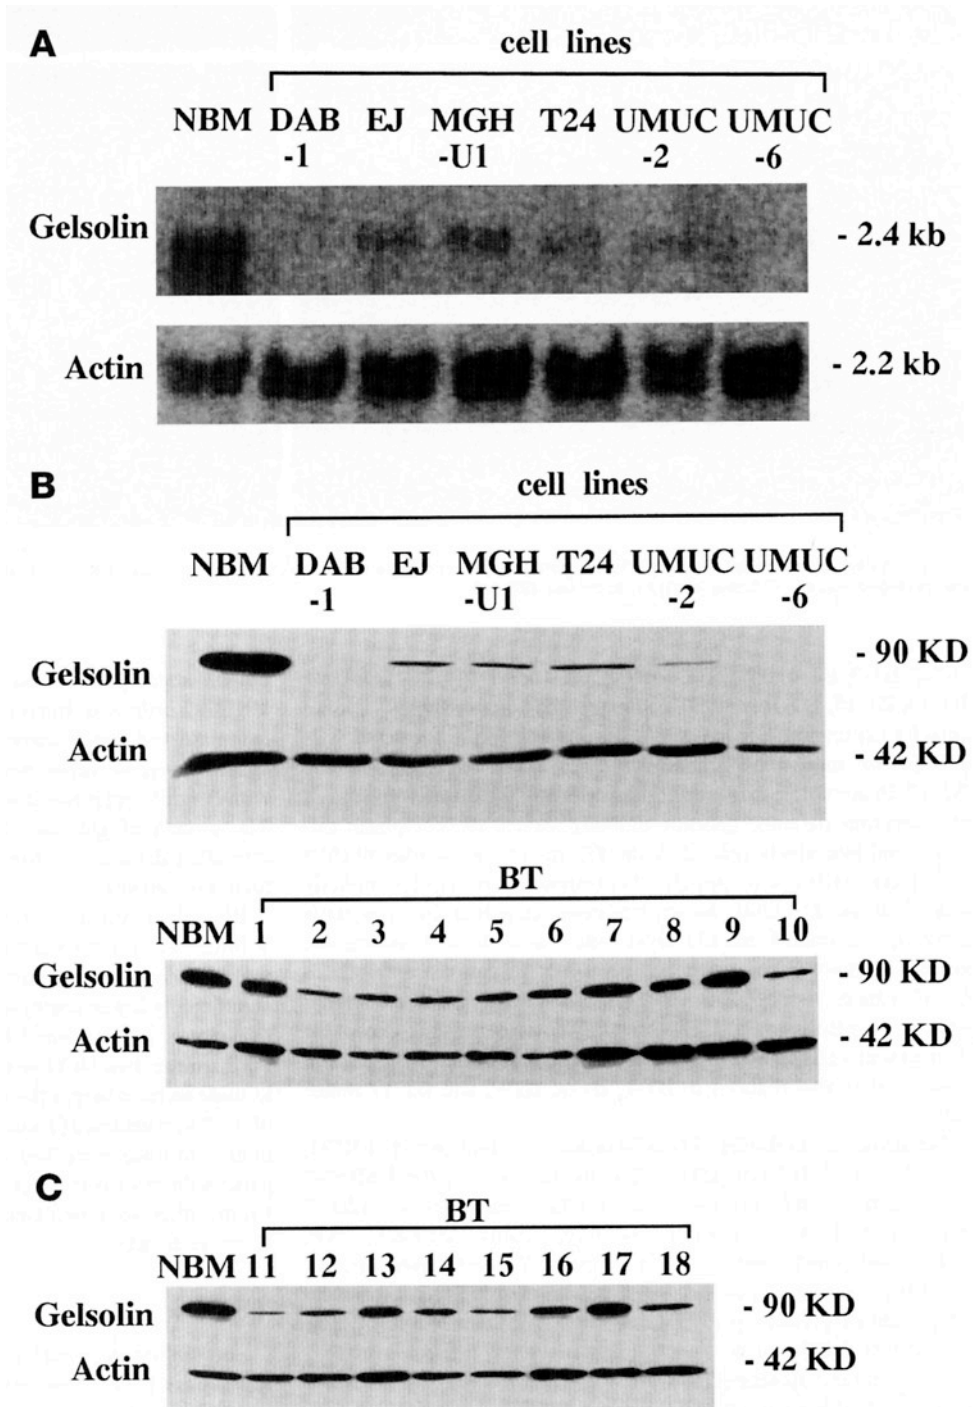 A
cell lines
NBM DAB -1 EJ MGH -U1 T24 UMUC -2 UMUC -6
Gelsolin - 2.4 kb
Actin - 2.2 kb
B
cell lines
NBM DAB -1 EJ MGH -U1 T24 UMUC -2 UMUC -6
Gelsolin - 90 KD
Actin - 42 KD
BT
NBM 1 2 3 4 5 6 7 8 9 10
Gelsolin - 90 KD
Actin - 42 KD
C
BT
NBM 11 12 13 14 15 16 17 18
Gelsolin - 90 KD
Actin - 42 KD